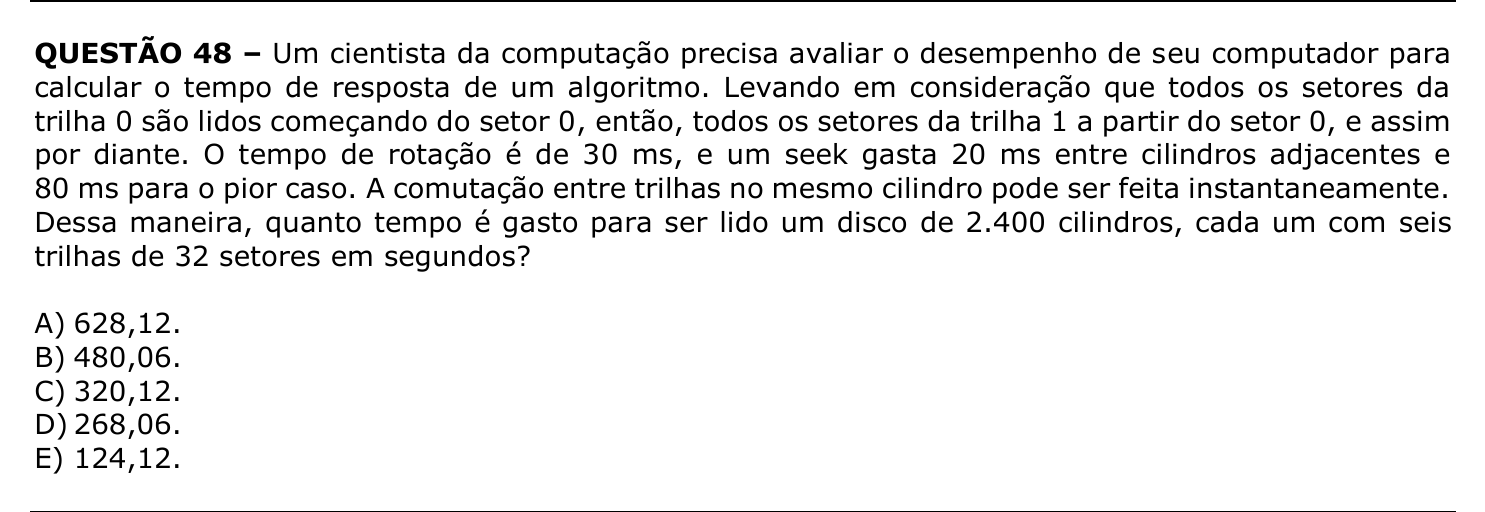 QUESTÃO 48 – Um cientista da computação precisa avaliar o desempenho de seu computador para
calcular o tempo de resposta de um algoritmo. Levando em consideração que todos os setores da
trilha 0 são lidos começando do setor 0, então, todos os setores da trilha 1 a partir do setor 0, e assim
por diante. O tempo de rotação é de 30 ms, e um seek gasta 20 ms entre cilindros adjacentes e
80 ms para o pior caso. A comutação entre trilhas no mesmo cilindro pode ser feita instantaneamente.
Dessa maneira, quanto tempo é gasto para ser lido um disco de 2.400 cilindros, cada um com seis
trilhas de 32 setores em segundos?
A) 628,12.
B) 480,06.
C) 320,12.
D) 268,06.
E) 124,12.